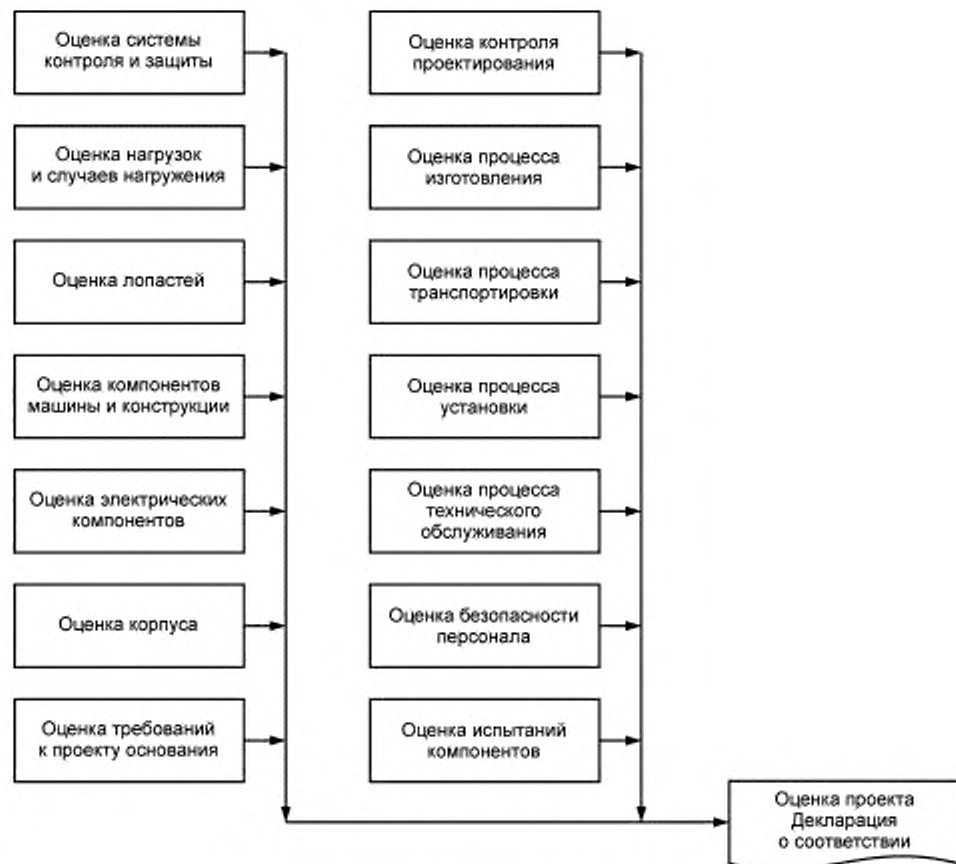 Оценка системы
контроля и защиты
Оценка нагрузок
и случаев нагружения
Оценка лопастей
Оценка компонентов
машины и конструкции
Оценка электрических
компонентов
Оценка корпуса
Оценка требований
к проекту основания
Оценка контроля
проектирования
Оценка процесса
изготовления
Оценка процесса
транспортировки
Оценка процесса
установки
Оценка процесса
технического
обслуживания
Оценка безопасности
персонала
Оценка испытаний
компонентов
Оценка проекта
Декларация
о соответствии